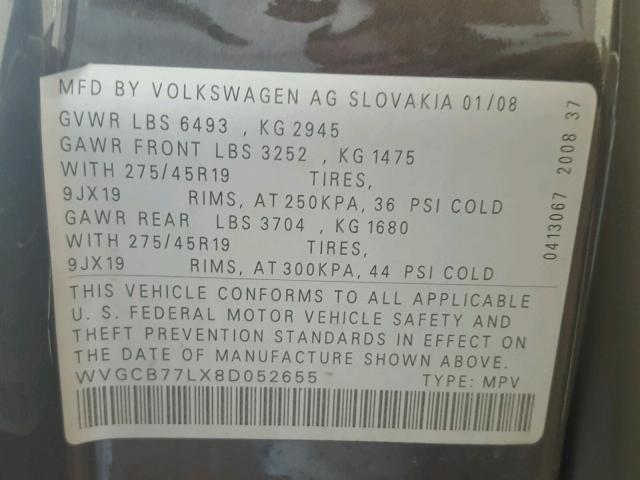 MFD BY VOLKSWAGEN AG SLOVAKIA 01/08
GVWR LBS 6493 , KG 2945
GAWR FRONT LBS 3252 , KG 1475
WITH 275/45R19 TIRES,
9JX19 RIMS, AT 250KPA, 36 PSI COLD
GAWR REAR LBS 3704 , KG 1680
WITH 275/45R19 TIRES,
9JX19 RIMS, AT 300KPA, 44 PSI COLD
THIS VEHICLE CONFORMS TO ALL APPLICABLE
U. S. FEDERAL MOTOR VEHICLE SAFETY AND
THEFT PREVENTION STANDARDS IN EFFECT ON
THE DATE OF MANUFACTURE SHOWN ABOVE.
WVGCB77LX8D052655 TYPE: MPV
0413067 2008 37